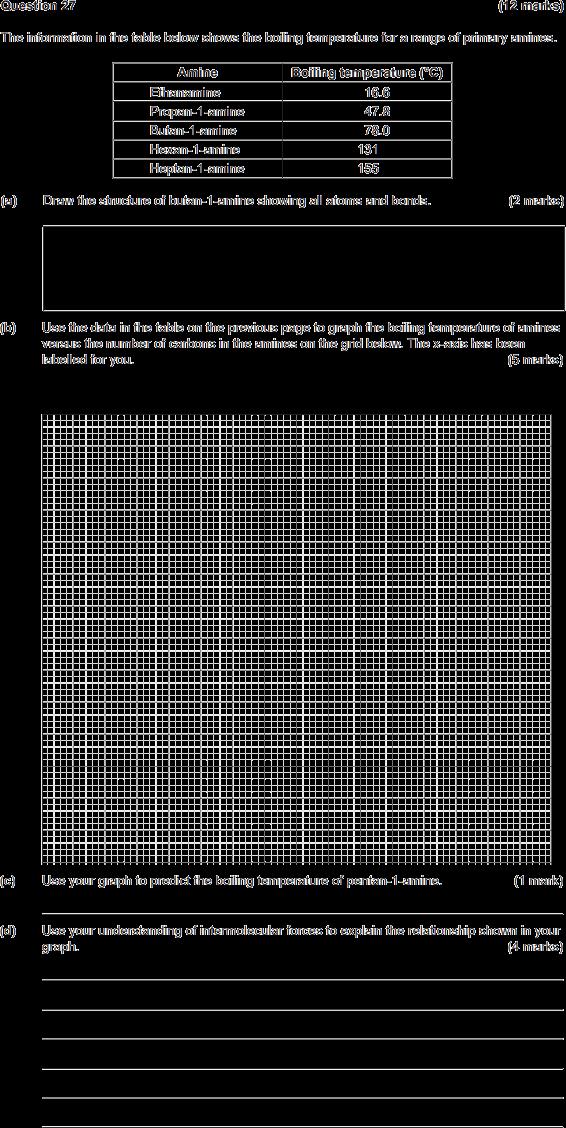 Question 27 (12 marks)
The information in the table below shows the boiling temperature for a range of primary amines.
Amine Boiling temperature (°C)
Ethanamine 16.6
Propan-1-amine 47.8
Butan-1-amine 78.0
Hexan-1-amine 131
Heptan-1-amine 155
(a) Draw the structure of butan-1-amine showing all atoms and bonds. (2 marks)
(b) Use the data in the table on the previous page to graph the boiling temperature of amines
versus the number of carbons in the amines on the grid below. The x-axis has been
labelled for you. (5 marks)
(c) Use your graph to predict the boiling temperature of pentan-1-amine. (1 mark)
(d) Use your understanding of intermolecular forces to explain the relationship shown in your
graph. (4 marks)